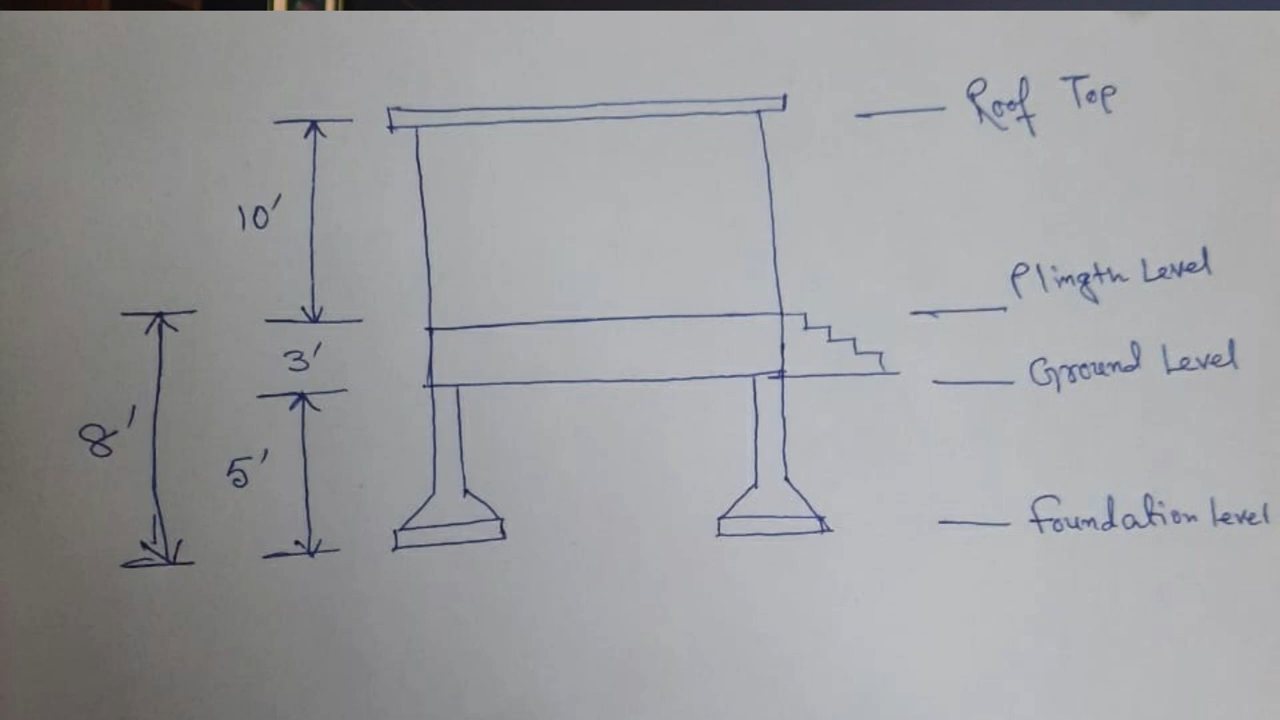 Roof Top
10'
Plingth Level
3'
Ground Level
8'
5'
foundation level